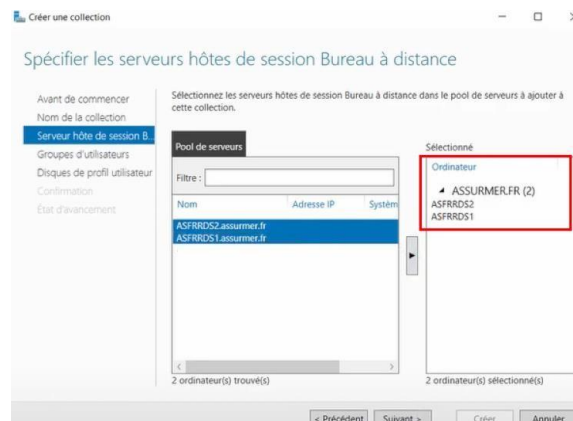 Créer une collection
Spécifier les serveurs hôtes de session Bureau à distance
Avant de commencer
Nom de la collection
Serveur hôte de session B...
Groupes d'utilisateurs
Disques de profil utilisateur
Confirmation
État d'avancement
Sélectionnez les serveurs hôtes de session Bureau à distance dans le pool de serveurs à ajouter à
cette collection.
Pool de serveurs
Filtre :
Nom Adresse IP Systèm
ASFRRDS2.assurmer.fr
ASFRRDS1.assurmer.fr
2 ordinateur(s) trouvé(s)
Sélectionné
Ordinateur
ASSURMER.FR (2)
ASFRRDS2
ASFRRDS1
2 ordinateur(s) sélectionné(s)
< Précédent Suivant > Créer Annuler